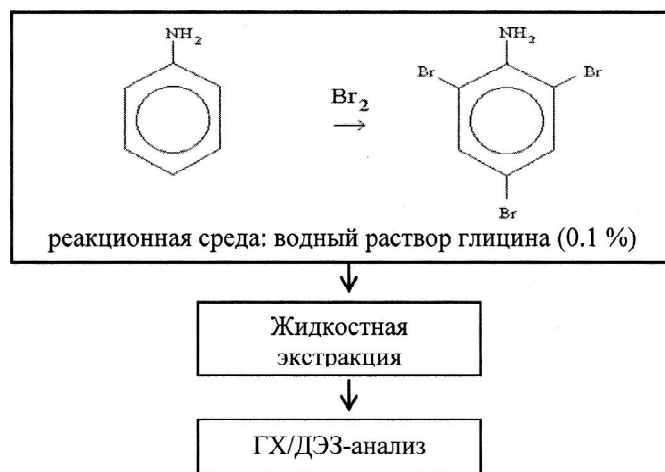 NH₂ NH₂
Br Br
Br₂
→
Br
реакционная среда: водный раствор глицина (0.1 %)
Жидкостная
экстракция
ГХ/ДЭЗ-анализ